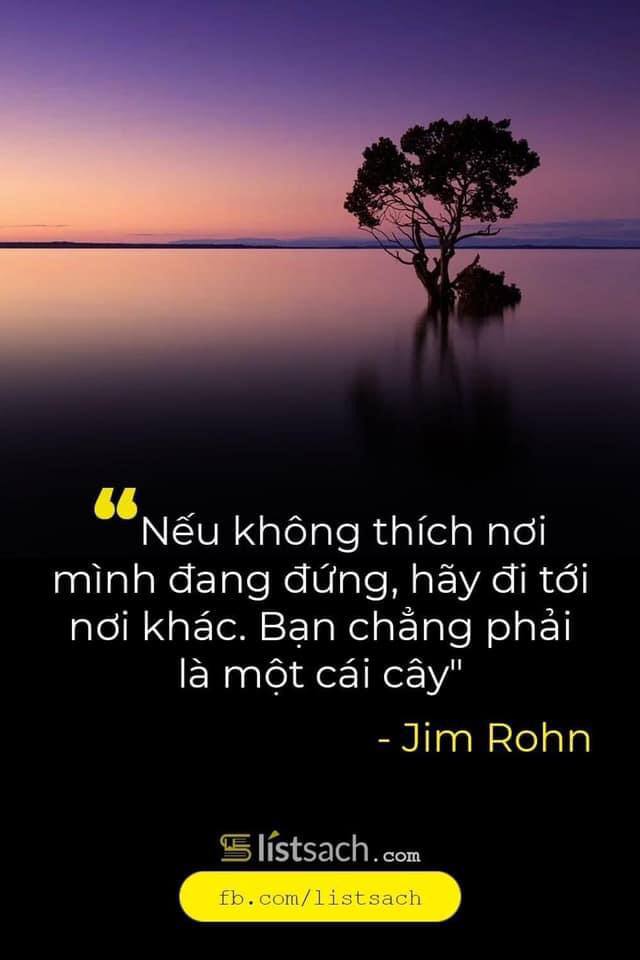 “Nếu không thích nơi
mình đang đứng, hãy đi tới
nơi khác. Bạn chẳng phải
là một cái cây"
- Jim Rohn
listsach.com
fb.com/listsach